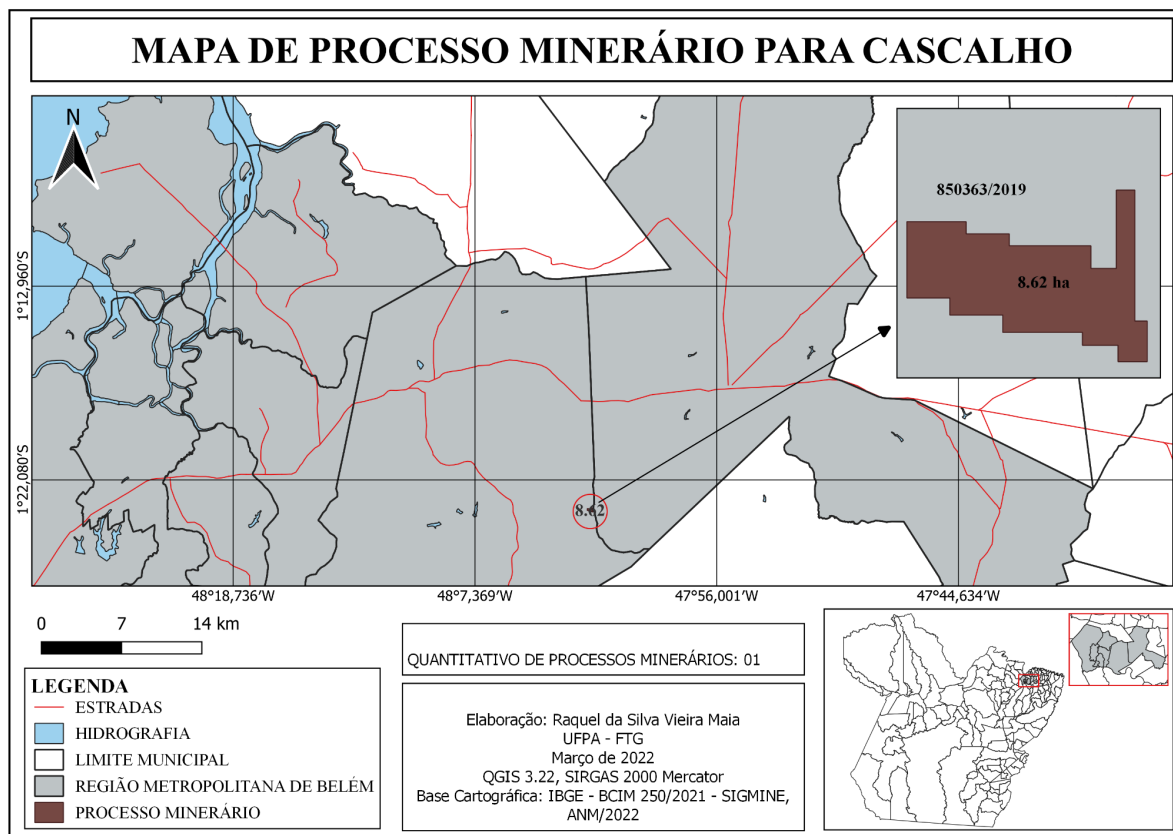 MAPA DE PROCESSO MINERÁRIO PARA CASCALHO
N
850363/2019
8.62 ha
1°12,960'S
1°22,080'S
8.62
48°18,736'W
48°7,369'W
47°56,001'W
47°44,634'W
0 7 14 km
QUANTITATIVO DE PROCESSOS MINERÁRIOS: 01
LEGENDA
ESTRADAS
HIDROGRAFIA
LIMITE MUNICIPAL
REGIÃO METROPOLITANA DE BELÉM
PROCESSO MINERÁRIO
Elaboração: Raquel da Silva Vieira Maia
UFPA - FTG
Março de 2022
QGIS 3.22, SIRGAS 2000 Mercator
Base Cartográfica: IBGE - BCIM 250/2021 - SIGMINE,
ANM/2022